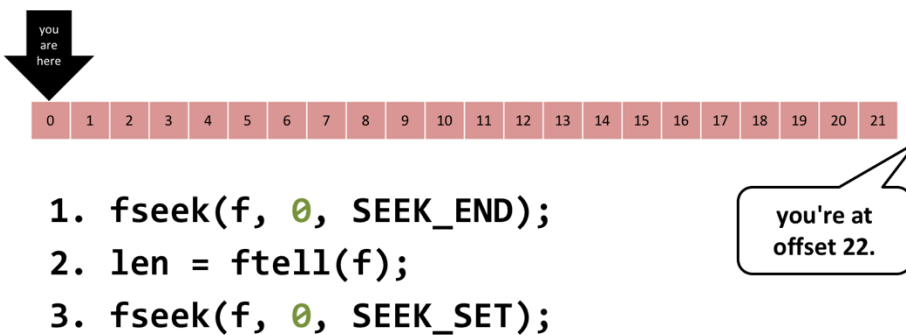 you
are
here
0 1 2 3 4 5 6 7 8 9 10 11 12 13 14 15 16 17 18 19 20 21
1. fseek(f, 0, SEEK_END);
2. len = ftell(f);
3. fseek(f, 0, SEEK_SET);
you're at
offset 22.